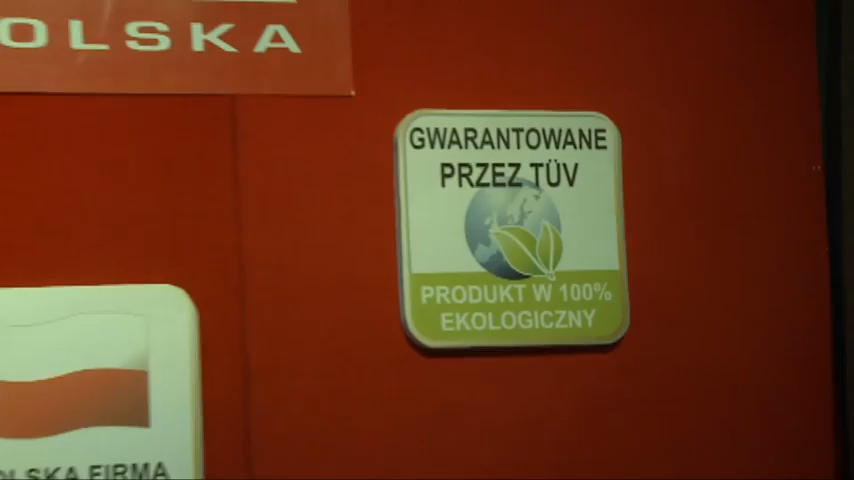 OLSKA
GWARANTOWANE
PRZEZ TÜV
PRODUKT W 100%
EKOLOGICZNY
OLSKA FIRMA